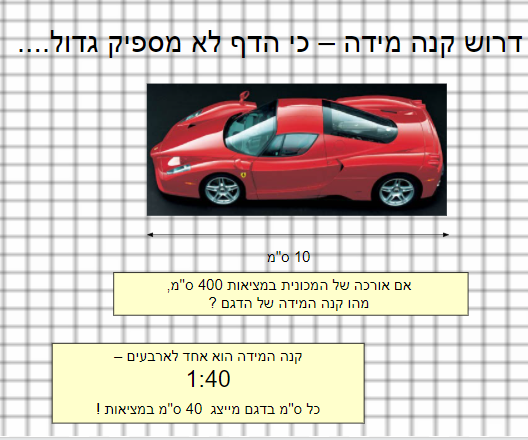 דרוש קנה מידה – כי הדף לא מספיק גדול....
10 ס"מ
אם אורכה של המכונית במציאות 400 ס"מ,
מהו קנה המידה של הדגם ?
קנה המידה הוא אחד לארבעים –
1:40
כל ס"מ בדגם מייצג 40 ס"מ במציאות !